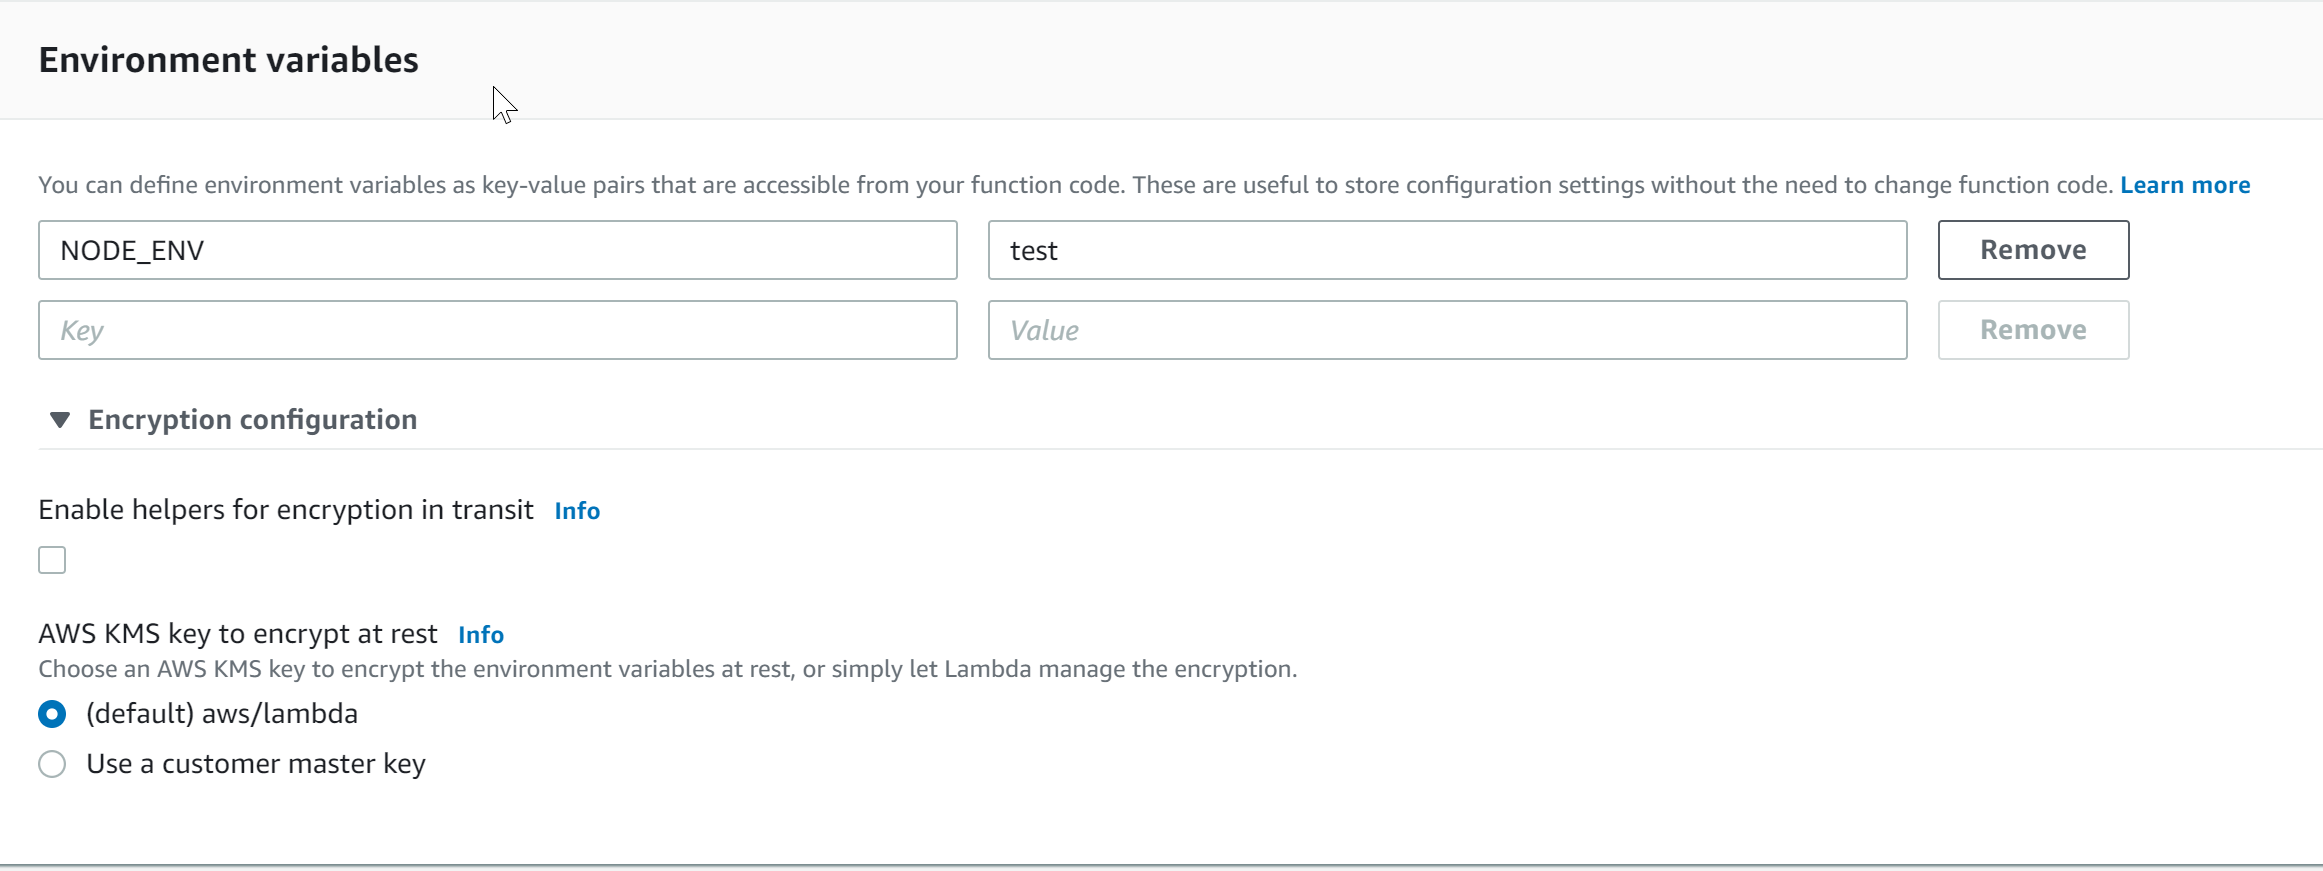 Environment variables
You can define environment variables as key-value pairs that are accessible from your function code. These are useful to store configuration settings without the need to change function code. Learn more
NODE_ENV test Remove
Key Value Remove
Encryption configuration
Enable helpers for encryption in transit Info
AWS KMS key to encrypt at rest Info
Choose an AWS KMS key to encrypt the environment variables at rest, or simply let Lambda manage the encryption.
(default) aws/lambda
Use a customer master key